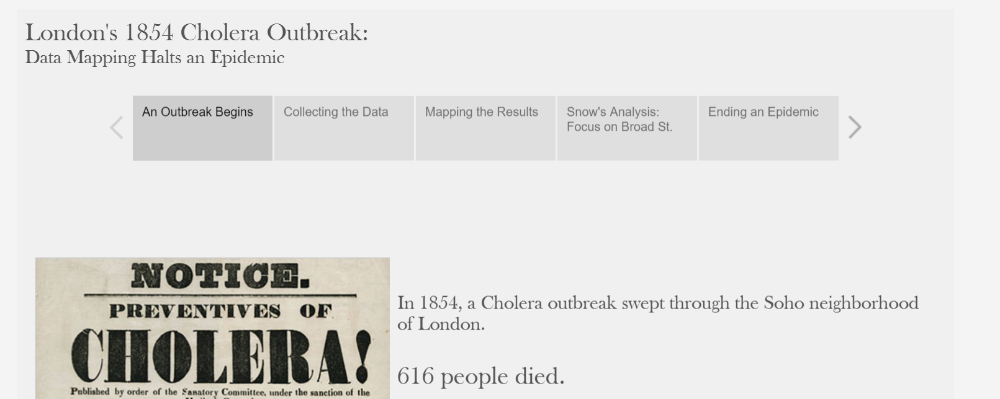 London's 1854 Cholera Outbreak:
Data Mapping Halts an Epidemic
An Outbreak Begins
Collecting the Data
Mapping the Results
Snow's Analysis:
Focus on Broad St.
Ending an Epidemic
NOTICE.
PREVENTIVES OF
CHOLERA!
Published by order of the Sanatory Committee, under the sanction of the
In 1854, a Cholera outbreak swept through the Soho neighborhood
of London.
616 people died.